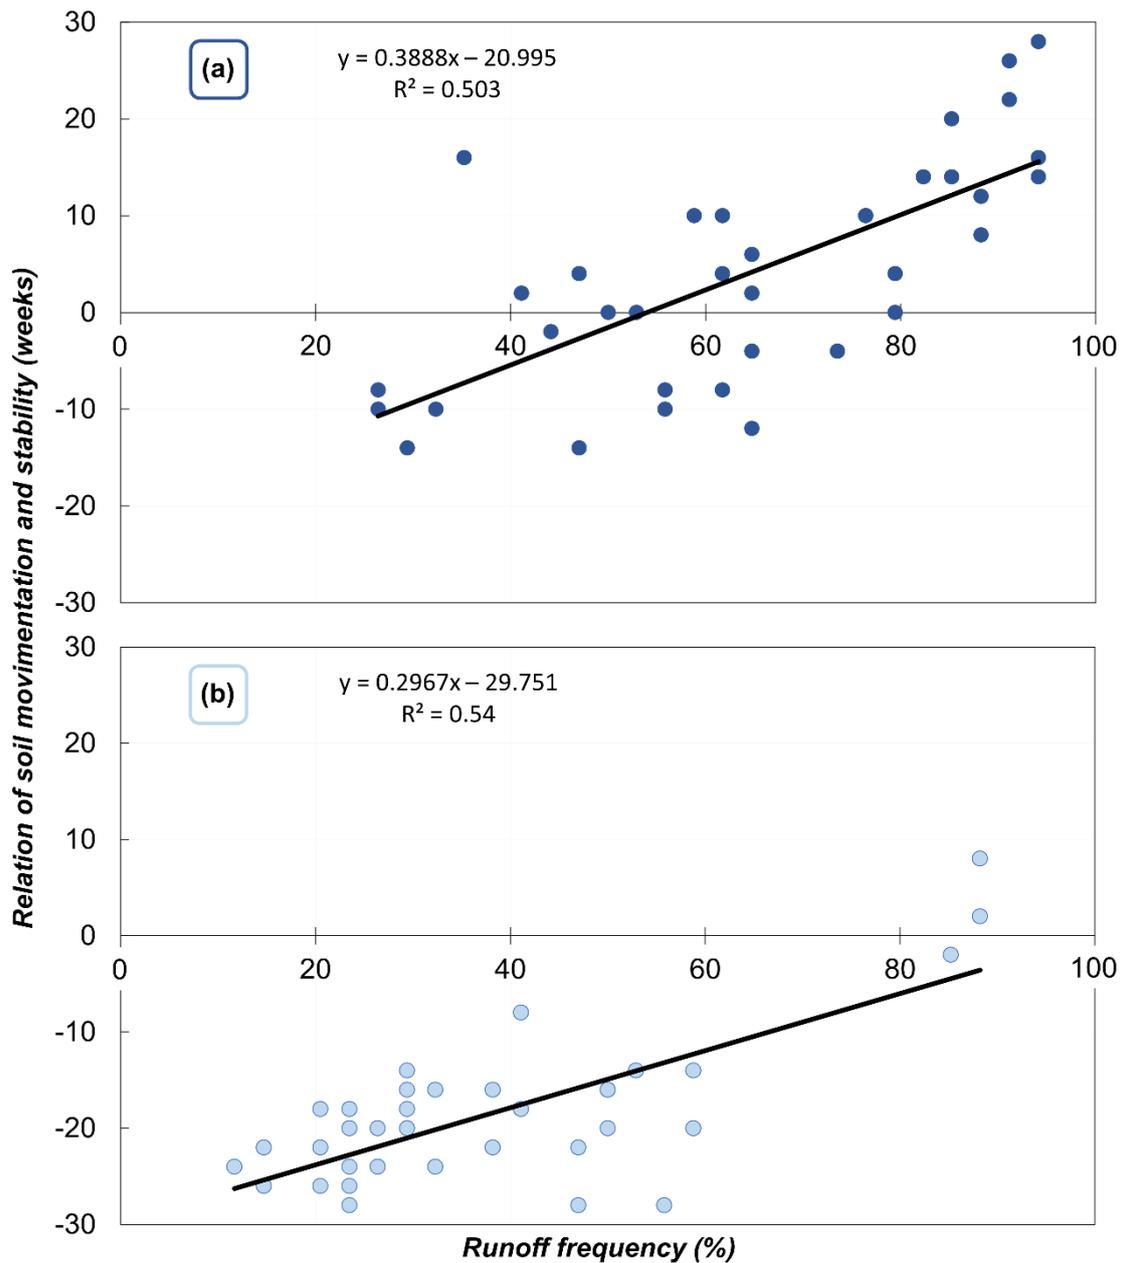 Relation of soil movimentation and stability (weeks)
30
(a)
y = 0.3888x – 20.995
R² = 0.503
20
10
0
0 20 40 60 80 100
-10
-20
-30
30
(b)
y = 0.2967x – 29.751
R² = 0.54
20
10
0
0 20 40 60 80 100
-10
-20
-30
Runoff frequency (%)